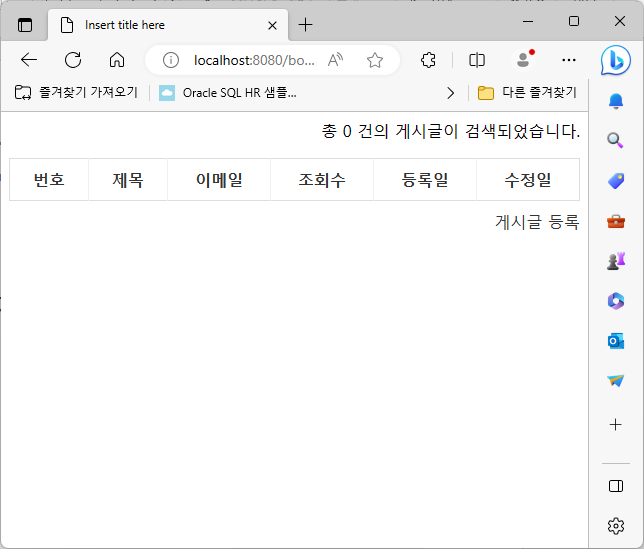 Insert title here
localhost:8080/bo...
즐겨찾기 가져오기
Oracle SQL HR 샘플...
다른 즐겨찾기
총 0 건의 게시글이 검색되었습니다.
번호 제목 이메일 조회수 등록일 수정일
게시글 등록